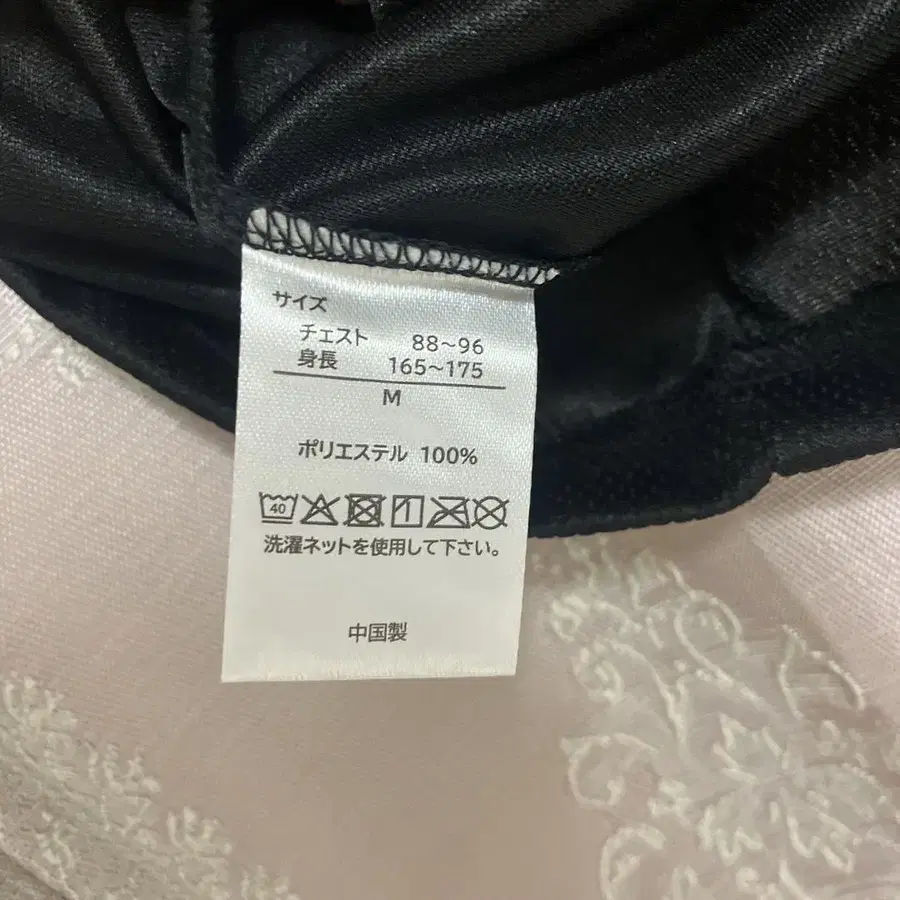 サイズ
チェスト 88~96
身長 165~175
M
ポリエステル 100%
40
洗濯ネットを使用して下さい。
中国製